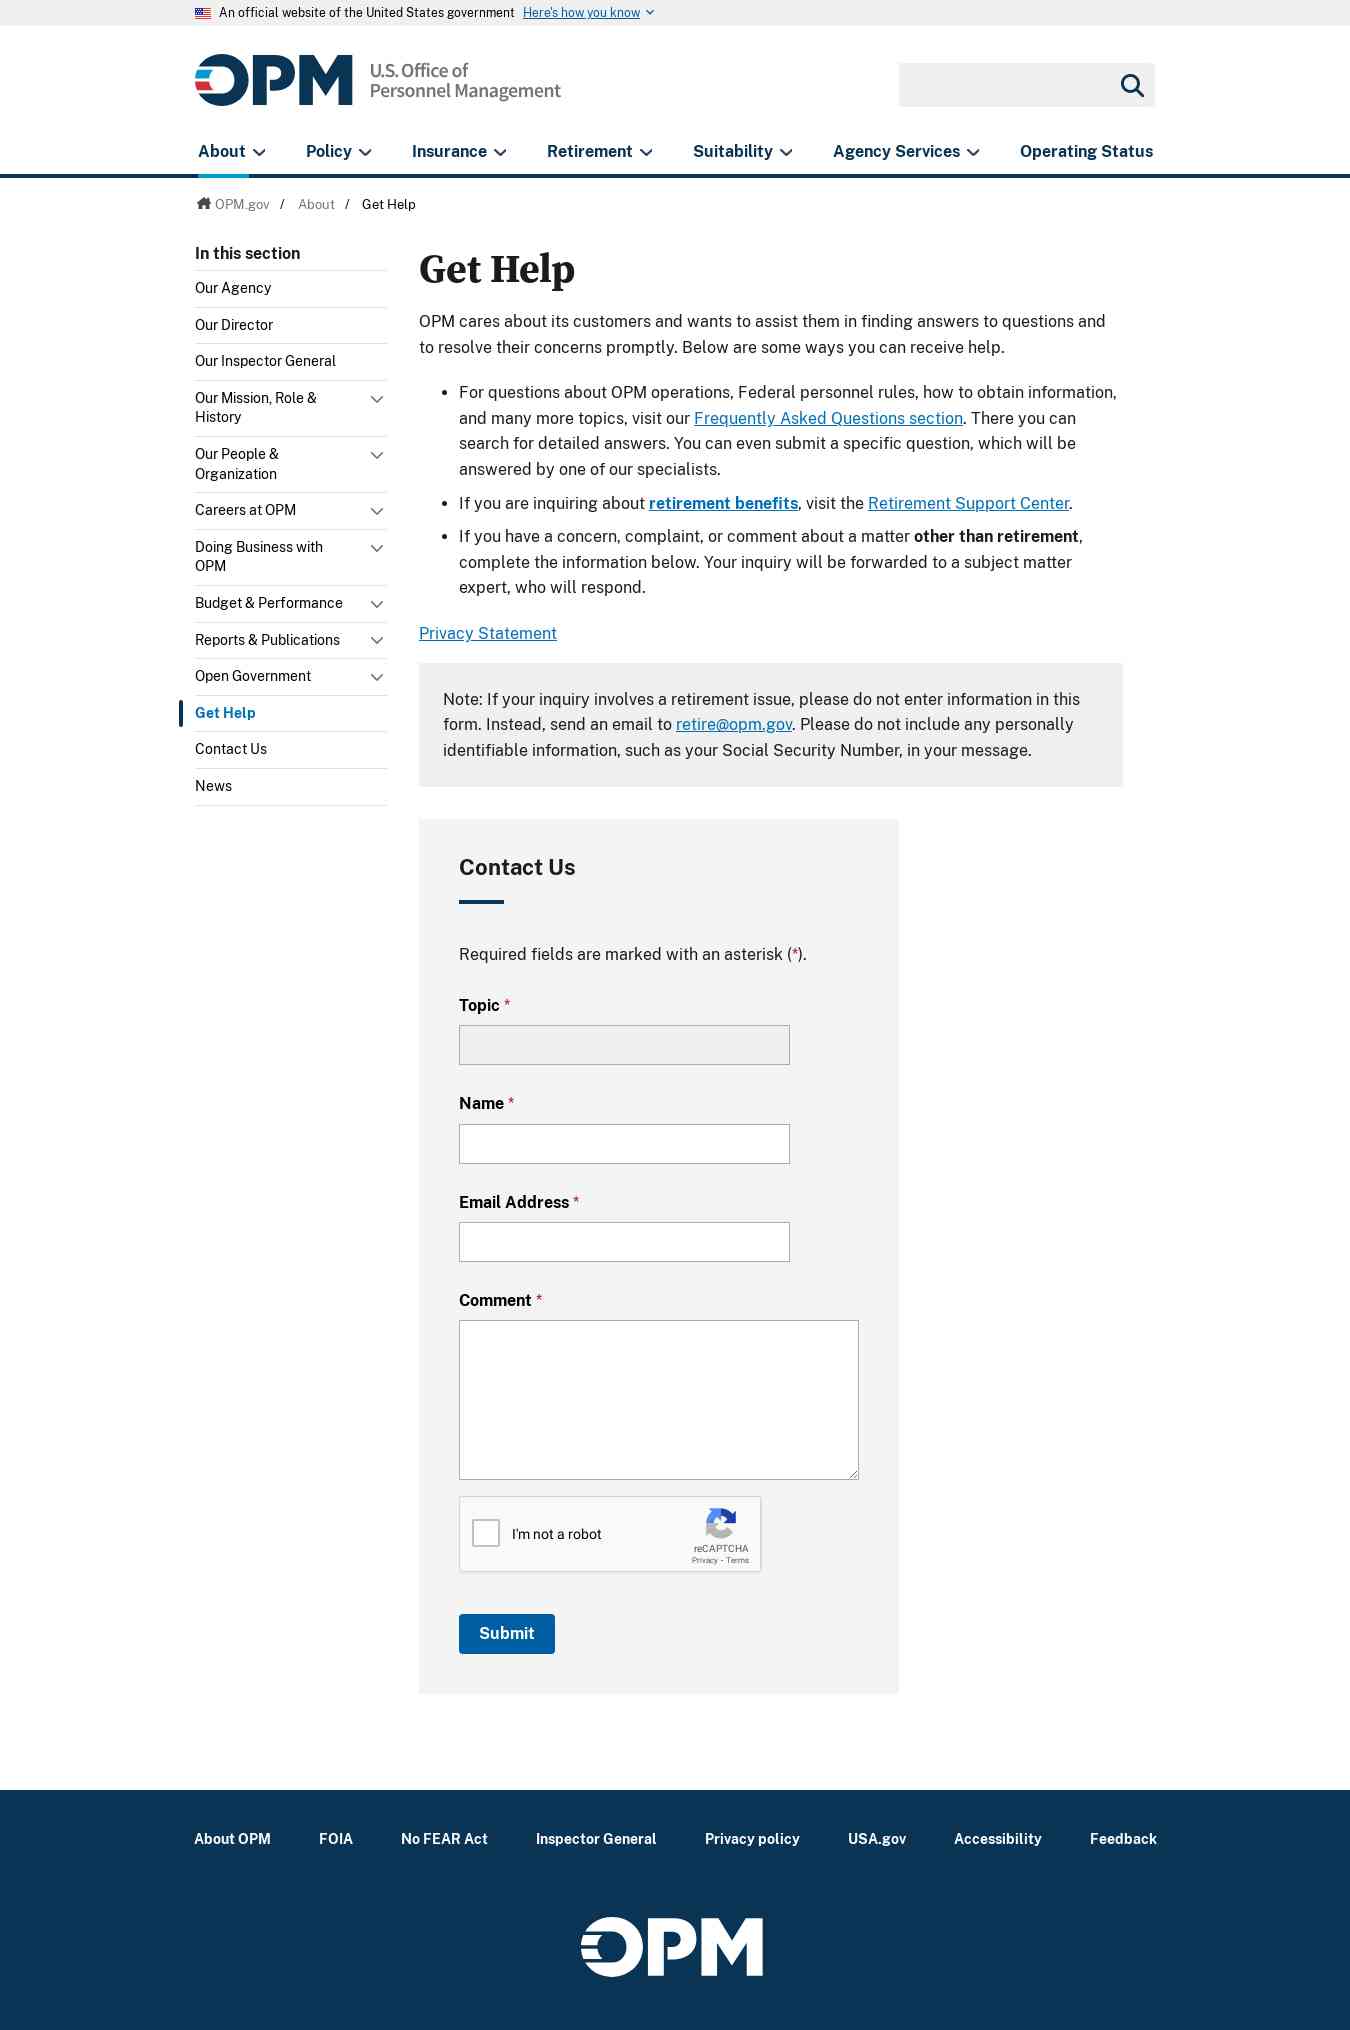 An official website of the United States government Here's how you know
OPM U.S. Office of
Personnel Management
About Policy Insurance Retirement Suitability Agency Services Operating Status
OPM.gov / About / Get Help
In this section
Our Agency
Our Director
Our Inspector General
Our Mission, Role &
History
Our People &
Organization
Careers at OPM
Doing Business with
OPM
Budget & Performance
Reports & Publications
Open Government
Get Help
Contact Us
News
Get Help
OPM cares about its customers and wants to assist them in finding answers to questions and
to resolve their concerns promptly. Below are some ways you can receive help.
• For questions about OPM operations, Federal personnel rules, how to obtain information,
and many more topics, visit our Frequently Asked Questions section. There you can
search for detailed answers. You can even submit a specific question, which will be
answered by one of our specialists.
• If you are inquiring about retirement benefits, visit the Retirement Support Center.
• If you have a concern, complaint, or comment about a matter other than retirement,
complete the information below. Your inquiry will be forwarded to a subject matter
expert, who will respond.
Privacy Statement
Note: If your inquiry involves a retirement issue, please do not enter information in this
form. Instead, send an email to retire@opm.gov. Please do not include any personally
identifiable information, such as your Social Security Number, in your message.
Contact Us
Required fields are marked with an asterisk (*).
Topic *
Name *
Email Address *
Comment *
I'm not a robot
reCAPTCHA
Privacy - Terms
Submit
About OPM FOIA No FEAR Act Inspector General Privacy policy USA.gov Accessibility Feedback
OPM